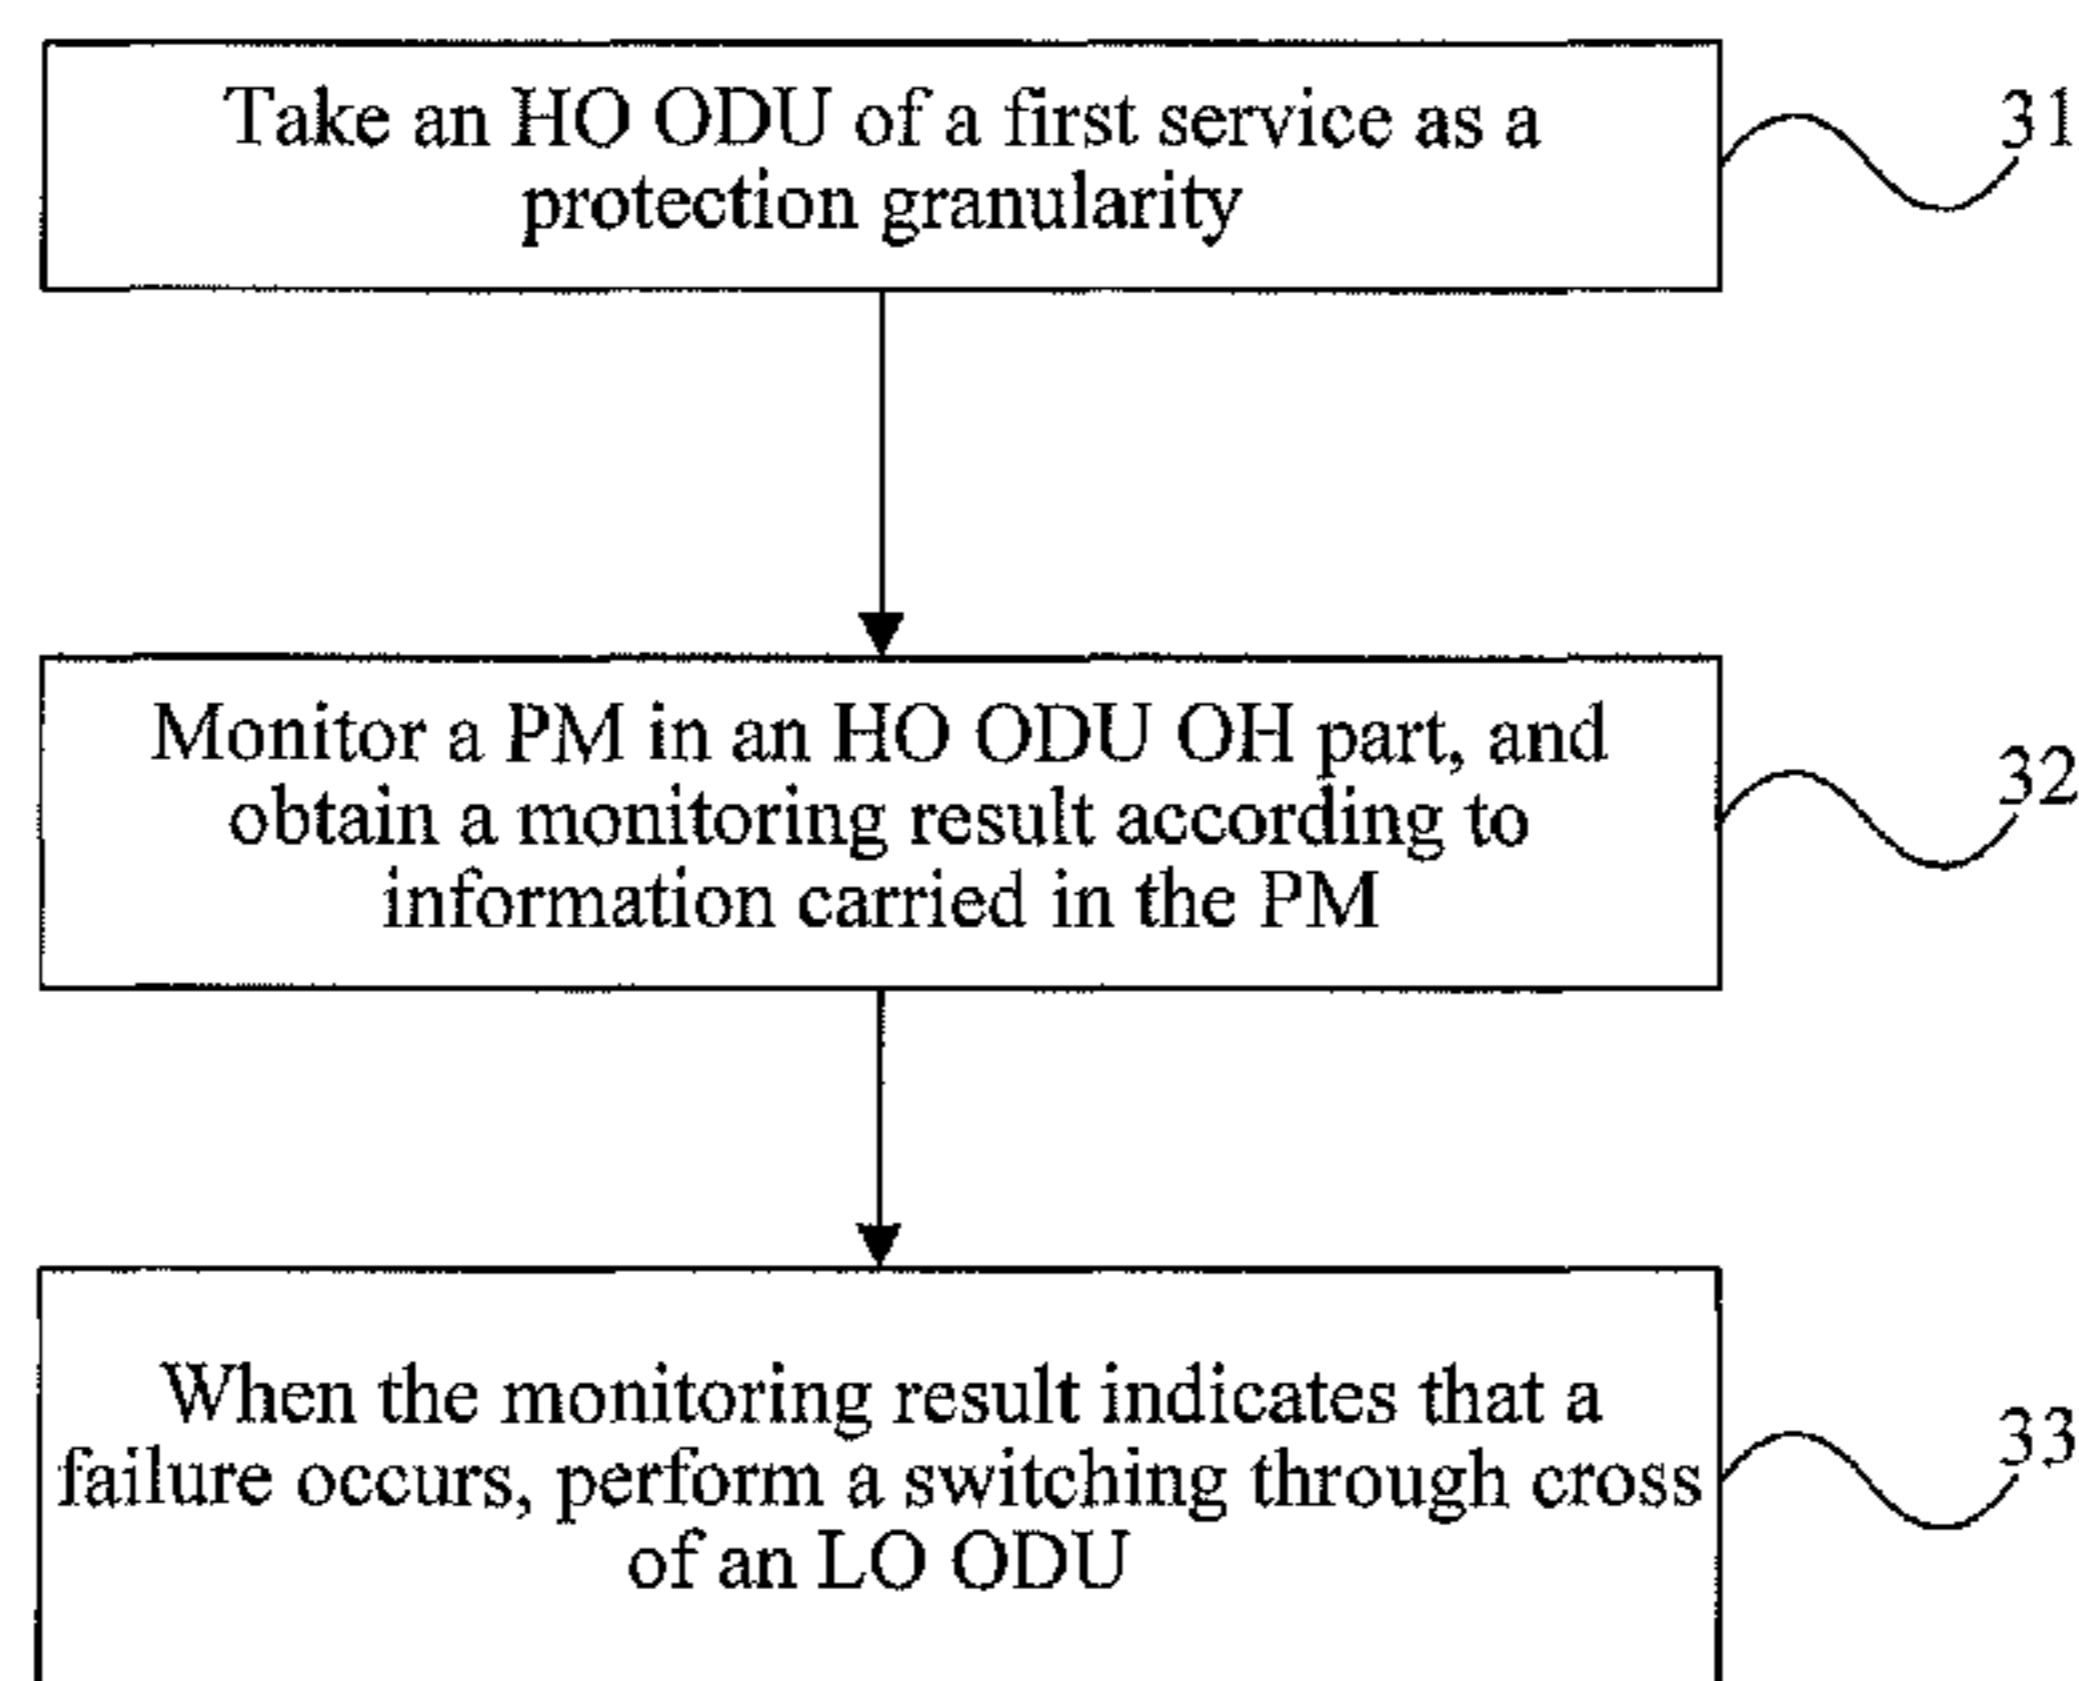 Take an HO ODU of a first service as a
protection granularity
31
Monitor a PM in an HO ODU OH part, and
obtain a monitoring result according to
information carried in the PM
32
When the monitoring result indicates that a
failure occurs, perform a switching through cross
of an LO ODU
33